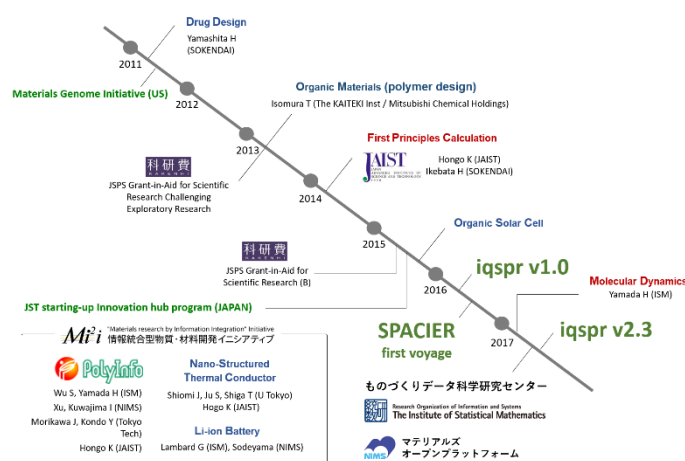 Drug Design
Yamashita H
(SOKENDAI)
2011
Materials Genome Initiative (US)
2012
Organic Materials (polymer design)
Isomura T (The KAITEKI Inst / Mitsubishi Chemical Holdings)
2013
First Principles Calculation
科研費
KAKENHI
JSPS Grant-in-Aid for Scientific
Research Challenging
Exploratory Research
JAIST
JAPAN
ADVANCED INSTITUTE OF
SCIENCE AND TECHNOLOGY
Hongo K (JAIST)
Ikebata H (SOKENDAI)
2014
Organic Solar Cell
2015
科研費
KAKENHI
JSPS Grant-in-Aid for
Scientific Research (B)
iqspr v1.0
2016
Molecular Dynamics
Yamada H (ISM)
JST starting-up Innovation hub program (JAPAN)
SPACIER
first voyage
iqspr v2.3
2017
Mi²i
"Materials research by Information Integration" Initiative
情報統合型物質・材料開発イニシアティブ
PolyInfo
Wu S, Yamada H (ISM)
Xu, Kuwajima I (NIMS)
Morikawa J, Kondo Y (Tokyo
Tech)
Hongo K (JAIST)
Nano-Structured
Thermal Conductor
Shiomi J, Ju S, Shiga T (U Tokyo)
Hogo K (JAIST)
Li-ion Battery
Lambard G (ISM), Sodeyama (NIMS)
ものづくりデータ科学研究センター
Research Organization of Information and Systems
The Institute of Statistical Mathematics
NIMS
マテリアルズ
オープンプラットフォーム